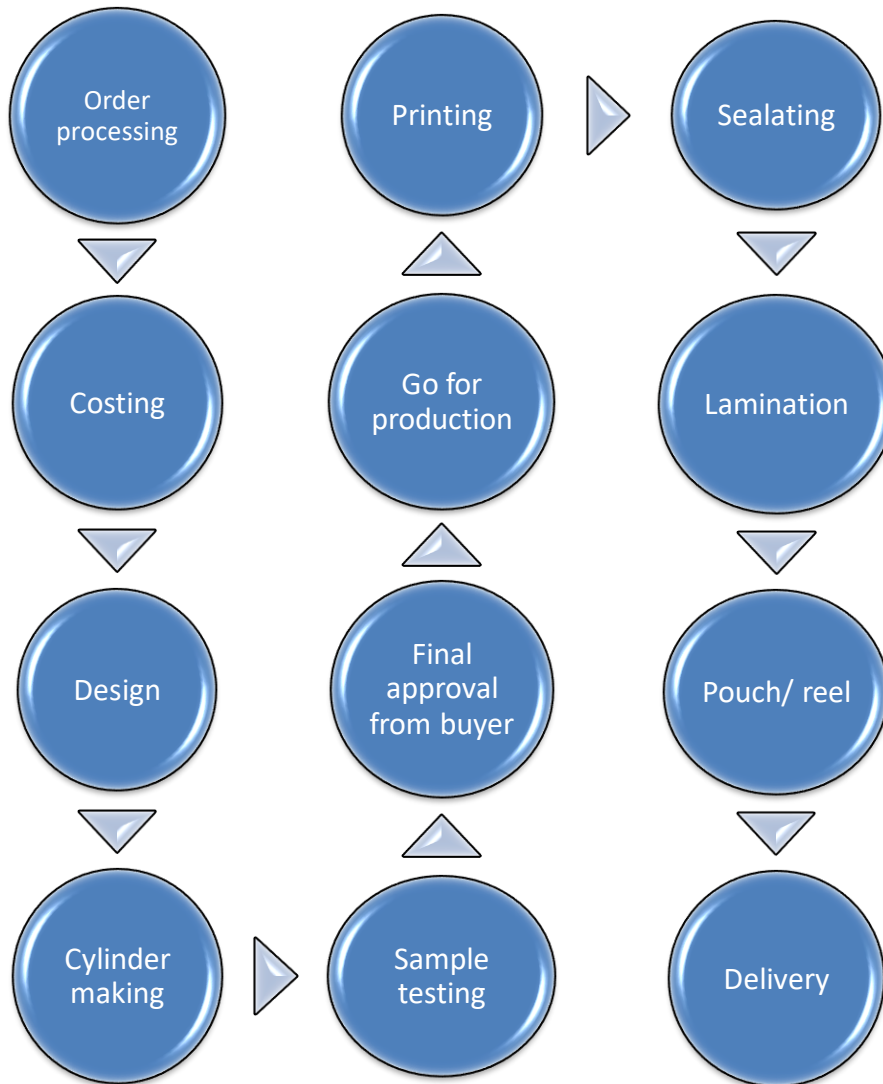 Order
processing
Costing
Design
Cylinder
making
Sample
testing
Final
approval
from buyer
Go for
production
Printing
Sealating
Lamination
Pouch/ reel
Delivery